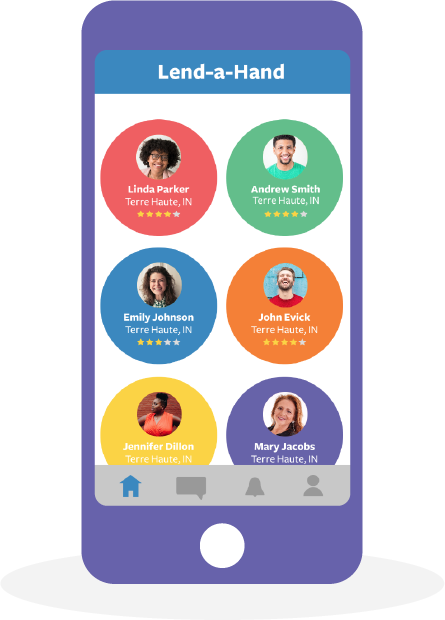 Lend-a-Hand
Linda Parker
Terre Haute, IN
Andrew Smith
Terre Haute, IN
Emily Johnson
Terre Haute, IN
John Evick
Terre Haute, IN
Jennifer Dillon
Terre Haute, IN
Mary Jacobs
Terre Haute, IN